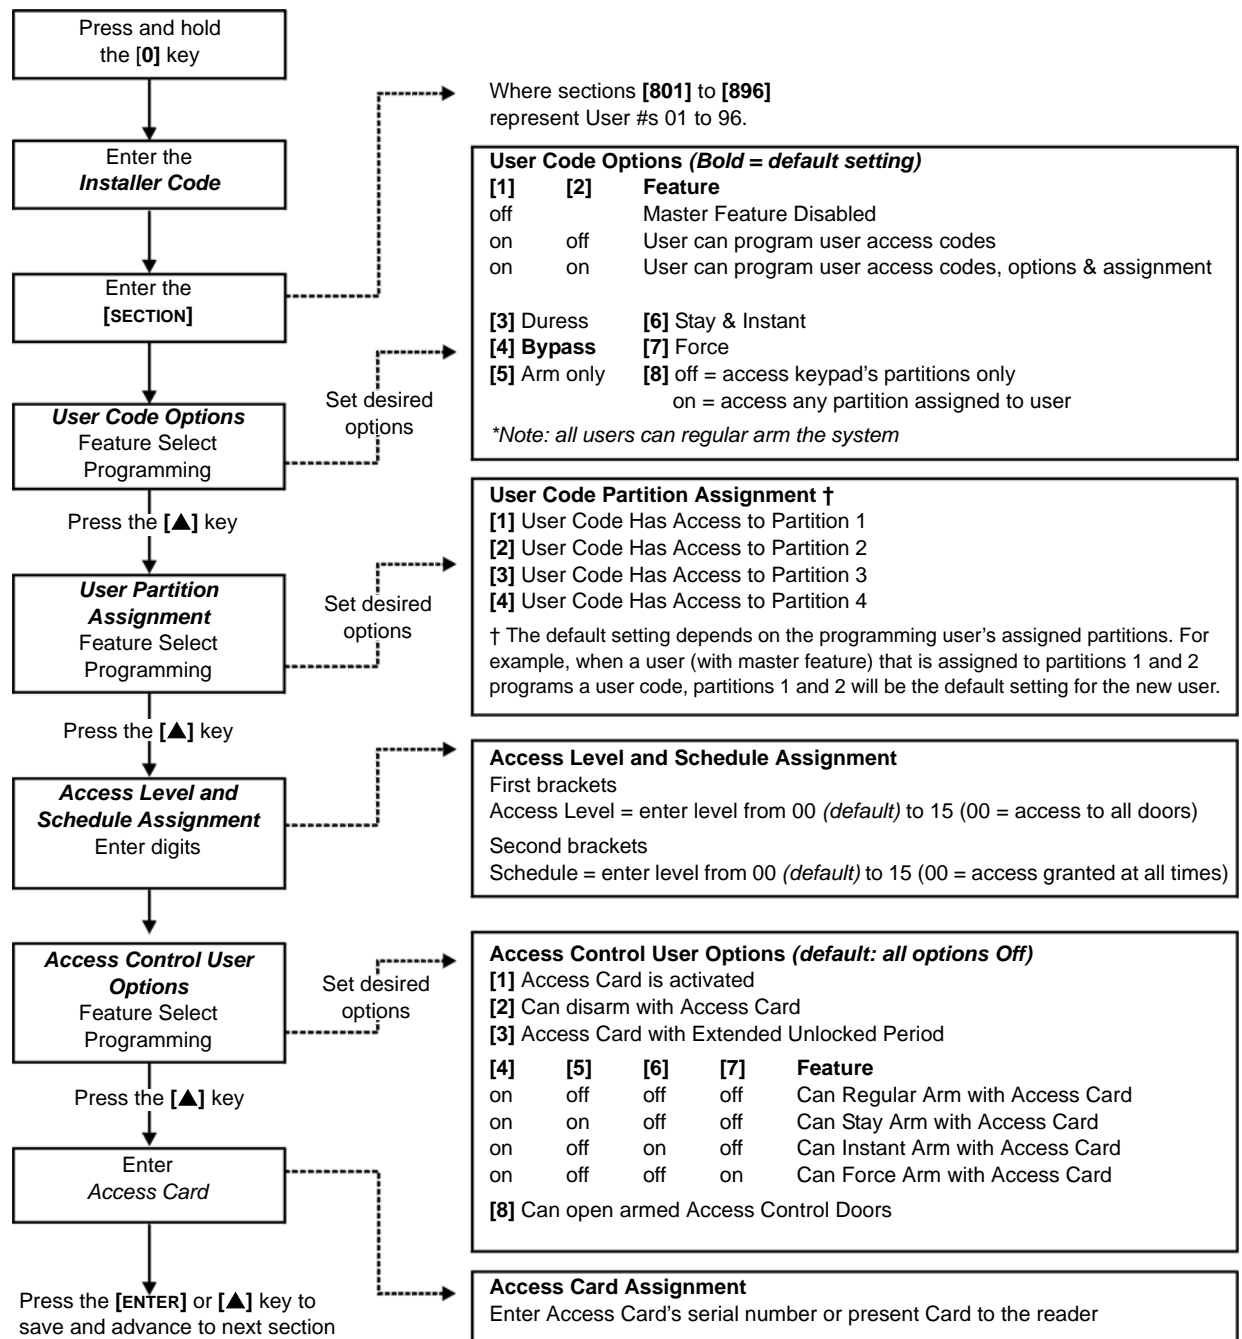 Press and hold
the [0] key
Enter the
Installer Code
Enter the
[SECTION]
Where sections [801] to [896]
represent User #s 01 to 96.
User Code Options
Feature Select
Programming
Set desired
options
User Code Options (Bold = default setting)
[1] [2] Feature
off Master Feature Disabled
on off User can program user access codes
on on User can program user access codes, options & assignment
[3] Duress [6] Stay & Instant
[4] Bypass [7] Force
[5] Arm only [8] off = access keypad's partitions only
on = access any partition assigned to user
*Note: all users can regular arm the system
Press the [▲] key
User Partition
Assignment
Feature Select
Programming
Set desired
options
User Code Partition Assignment †
[1] User Code Has Access to Partition 1
[2] User Code Has Access to Partition 2
[3] User Code Has Access to Partition 3
[4] User Code Has Access to Partition 4
† The default setting depends on the programming user's assigned partitions. For
example, when a user (with master feature) that is assigned to partitions 1 and 2
programs a user code, partitions 1 and 2 will be the default setting for the new user.
Press the [▲] key
Access Level and
Schedule Assignment
Enter digits
Access Level and Schedule Assignment
First brackets
Access Level = enter level from 00 (default) to 15 (00 = access to all doors)
Second brackets
Schedule = enter level from 00 (default) to 15 (00 = access granted at all times)
Access Control User
Options
Feature Select
Programming
Set desired
options
Access Control User Options (default: all options Off)
[1] Access Card is activated
[2] Can disarm with Access Card
[3] Access Card with Extended Unlocked Period
[4] [5] [6] [7] Feature
on off off off Can Regular Arm with Access Card
on on off off Can Stay Arm with Access Card
on off on off Can Instant Arm with Access Card
on off off on Can Force Arm with Access Card
[8] Can open armed Access Control Doors
Press the [▲] key
Enter
Access Card
Access Card Assignment
Enter Access Card's serial number or present Card to the reader
Press the [ENTER] or [▲] key to
save and advance to next section